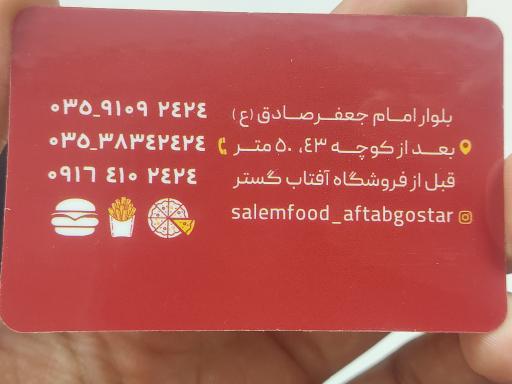 بلوار امام جعفر صادق (ع)
بعد از کوچه ۴۳، ۵۰ متر
قبل از فروشگاه آفتاب گستر
salemfood_aftabgostar
۰۳۵_۹۱۰۹ ۲۴۲۴
۰۳۵_۳۸۳۴۲۴۲۴
۰۹۱۶ ۴۱۰ ۲۴۲۴